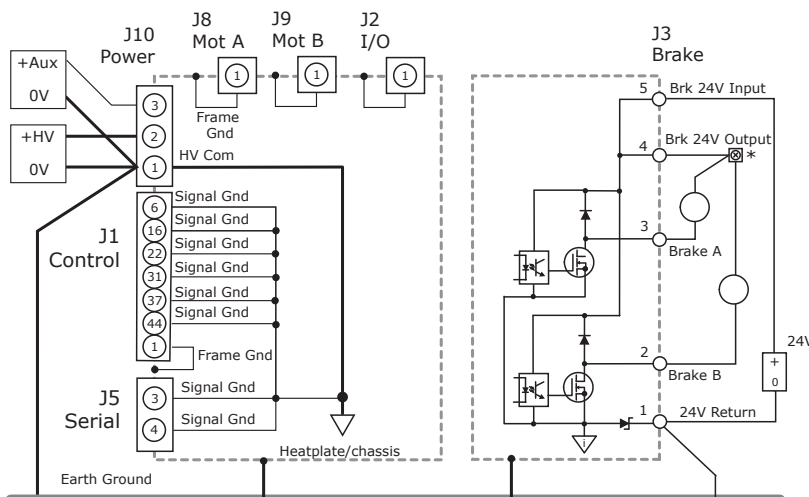 J10
Power
J8
Mot A
J9
Mot B
J2
I/O
J3
Brake
+Aux
0V
+HV
0V
3
2
1
1
1
1
Frame
Gnd
HV Com
J1
Control
6
16
22
31
37
44
1
Signal Gnd
Signal Gnd
Signal Gnd
Signal Gnd
Signal Gnd
Signal Gnd
Frame Gnd
J5
Serial
3
4
Signal Gnd
Signal Gnd
Heatplate/chassis
Earth Ground
5
Brk 24V Input
4
Brk 24V Output
*
3
Brake A
2
Brake B
1
24V Return
24V
+
0
i